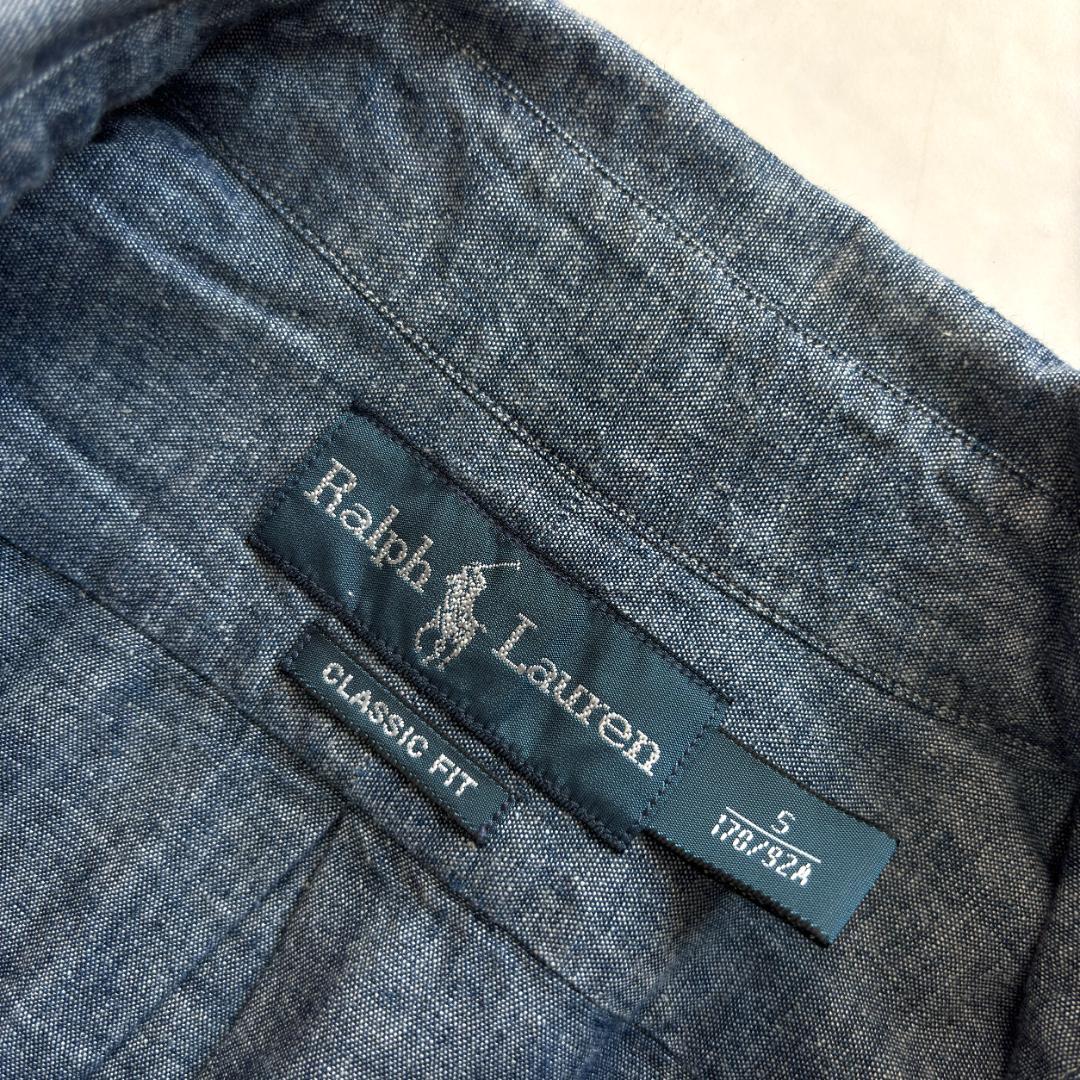 Ralph Lauren
CLASSIC FIT
S
170/92A